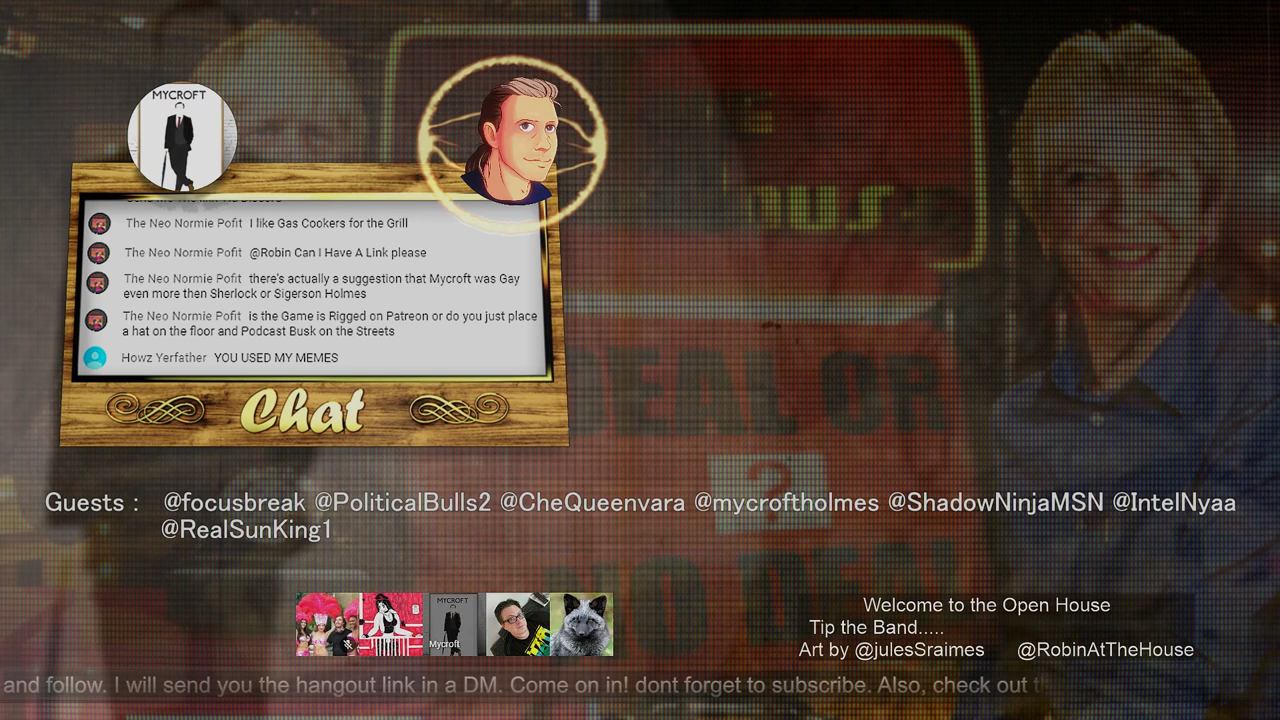 MYCROFT
The Neo Normie Pofit I like Gas Cookers for the Grill
The Neo Normie Pofit @Robin Can I Have A Link please
The Neo Normie Pofit there's actually a suggestion that Mycroft was Gay
even more then Sherlock or Sigerson Holmes
The Neo Normie Pofit is the Game is Rigged on Patreon or do you just place
a hat on the floor and Podcast Busk on the Streets
Howz Yerfather YOU USED MY MEMES
Chat
DEAL OR
?
NO DEAL
Guests : @focusbreak @PoliticalBulls2 @CheQueenvara @mycroftholmes @ShadowNinjaMSN @IntelNyaa
@RealSunKing1
MYCROFT
Mycroft
Welcome to the Open House
Tip the Band.....
Art by @julesSraimes @RobinAtTheHouse
and follow. I will send you the hangout link in a DM. Come on in! dont forget to subscribe. Also, check out